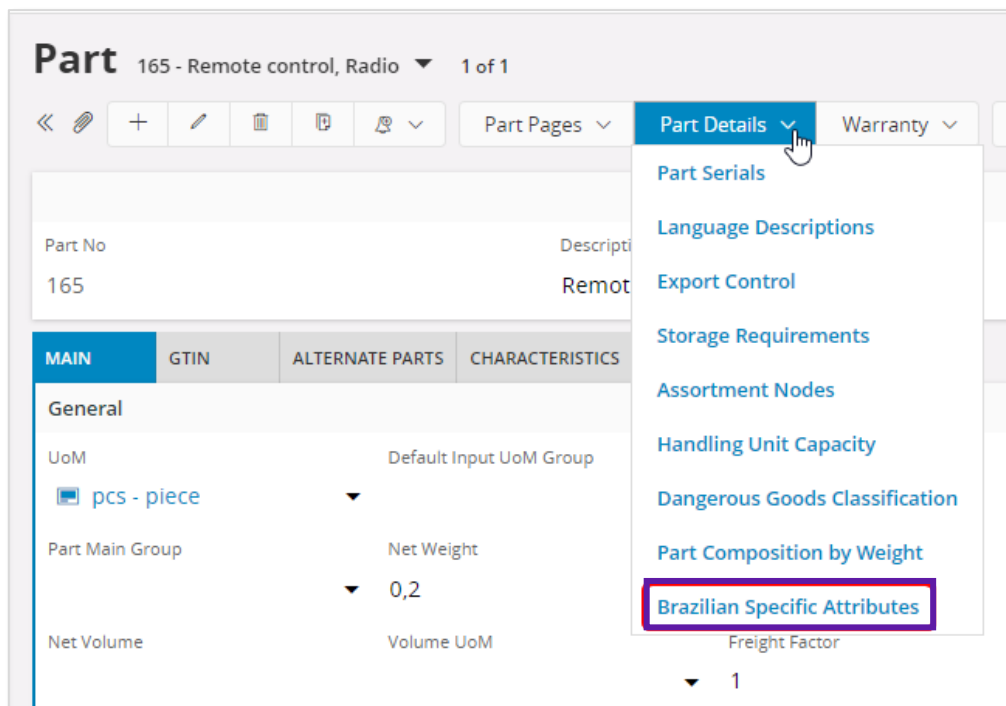 Part 165 - Remote control, Radio 1 of 1
Part Pages Part Details Warranty
Part Serials
Language Descriptions
Export Control
Storage Requirements
Assortment Nodes
Handling Unit Capacity
Dangerous Goods Classification
Part Composition by Weight
Brazilian Specific Attributes
Part No Descripti
165 Remot
MAIN GTIN ALTERNATE PARTS CHARACTERISTICS
General
UoM Default Input UoM Group
pcs - piece
Part Main Group Net Weight
0,2
Net Volume Volume UoM Freight Factor
1